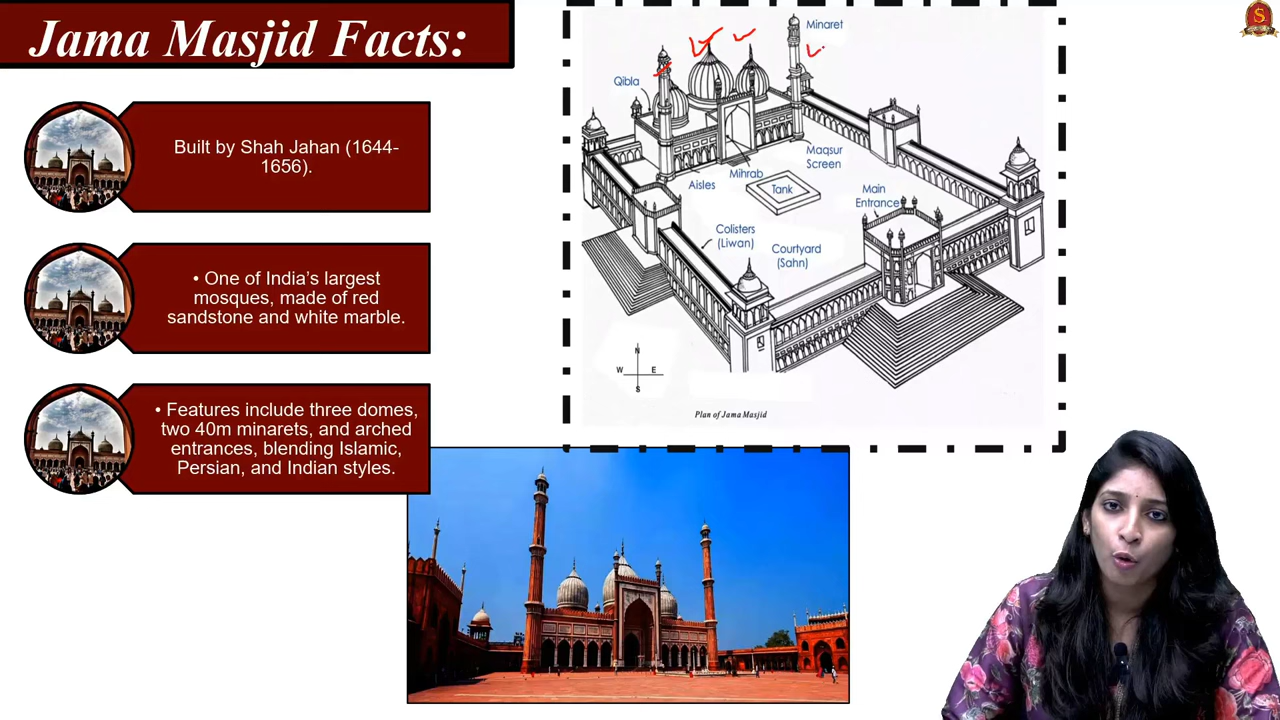 Jama Masjid Facts:
Built by Shah Jahan (1644-
1656).
• One of India's largest
mosques, made of red
sandstone and white marble.
• Features include three domes,
two 40m minarets, and arched
entrances, blending Islamic,
Persian, and Indian styles.
Minaret
Qibla
Maqsur
Screen
Mihrab
Aisles
Tank
Main
Entrance
Colisters
(Liwan)
Courtyard
(Sahn)
N
W E
S
Plan of Jama Masjid
S